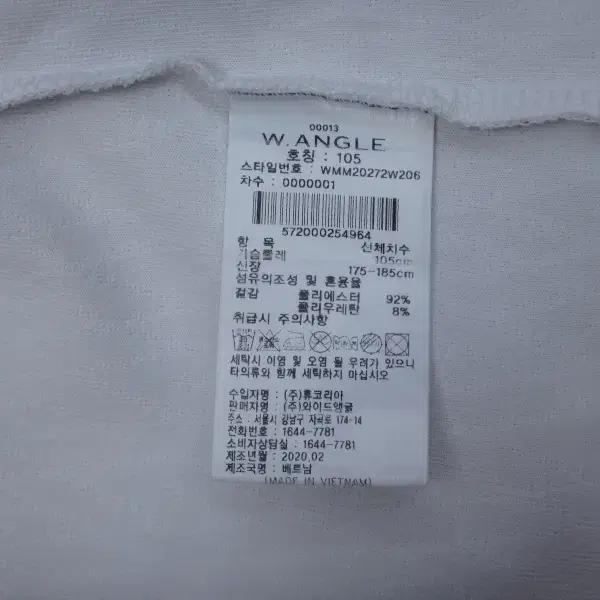 00013
W.ANGLE
호칭 : 105
스타일번호 : WMM20272W206
차수 : 0000001
572000254964
항 목 신체치수
가슴둘레 105cm
신장 175-185cm
섬유의조성 및 혼용율
겉감 폴리에스터 92%
폴리우레탄 8%
취급시 주의사항
세탁시 이염 및 오염 될 우려가 있으니
타의류와 함께 세탁하지 마십시오
수입자명 : (주)휴코리아
판매자명 : (주)와이드앵글
주소 : 서울시 강남구 자곡로 174-14
전화번호 : 1644-7781
소비자상담실 : 1644-7781
제조년월 : 2020.02
제조국명 : 베트남
(MADE IN VIETNAM)